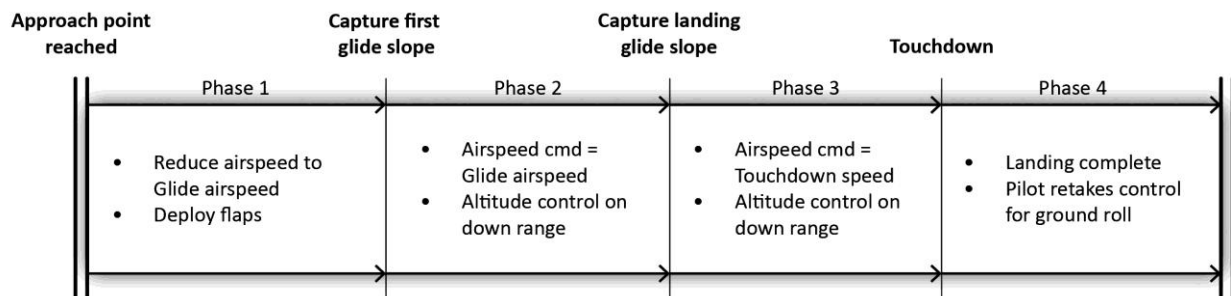 Approach point
reached
Capture first
glide slope
Capture landing
glide slope
Touchdown
Phase 1
Phase 2
Phase 3
Phase 4
• Reduce airspeed to
Glide airspeed
• Deploy flaps
• Airspeed cmd =
Glide airspeed
• Altitude control on
down range
• Airspeed cmd =
Touchdown speed
• Altitude control on
down range
• Landing complete
• Pilot retakes control
for ground roll